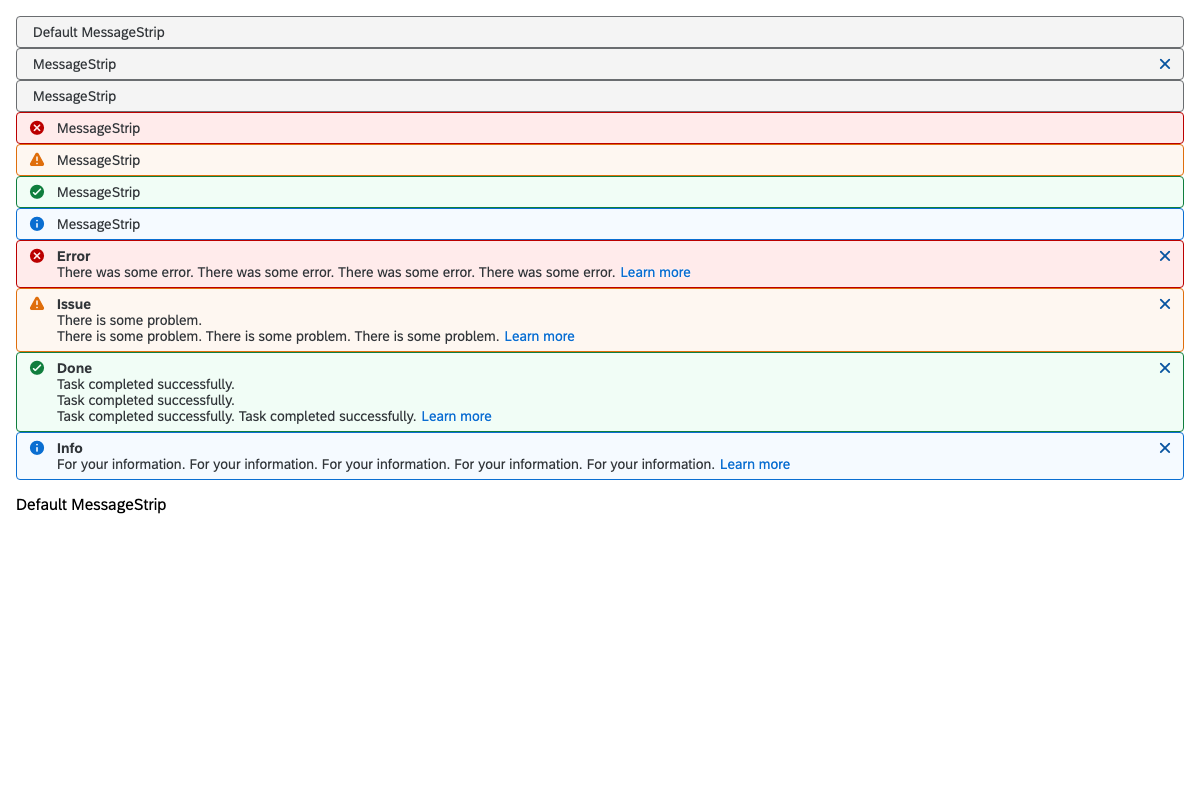 Default MessageStrip
MessageStrip
MessageStrip
MessageStrip
MessageStrip
MessageStrip
MessageStrip
Error
There was some error. There was some error. There was some error. There was some error. Learn more
Issue
There is some problem.
There is some problem. There is some problem. There is some problem. Learn more
Done
Task completed successfully.
Task completed successfully.
Task completed successfully. Task completed successfully. Learn more
Info
For your information. For your information. For your information. For your information. For your information. Learn more
Default MessageStrip